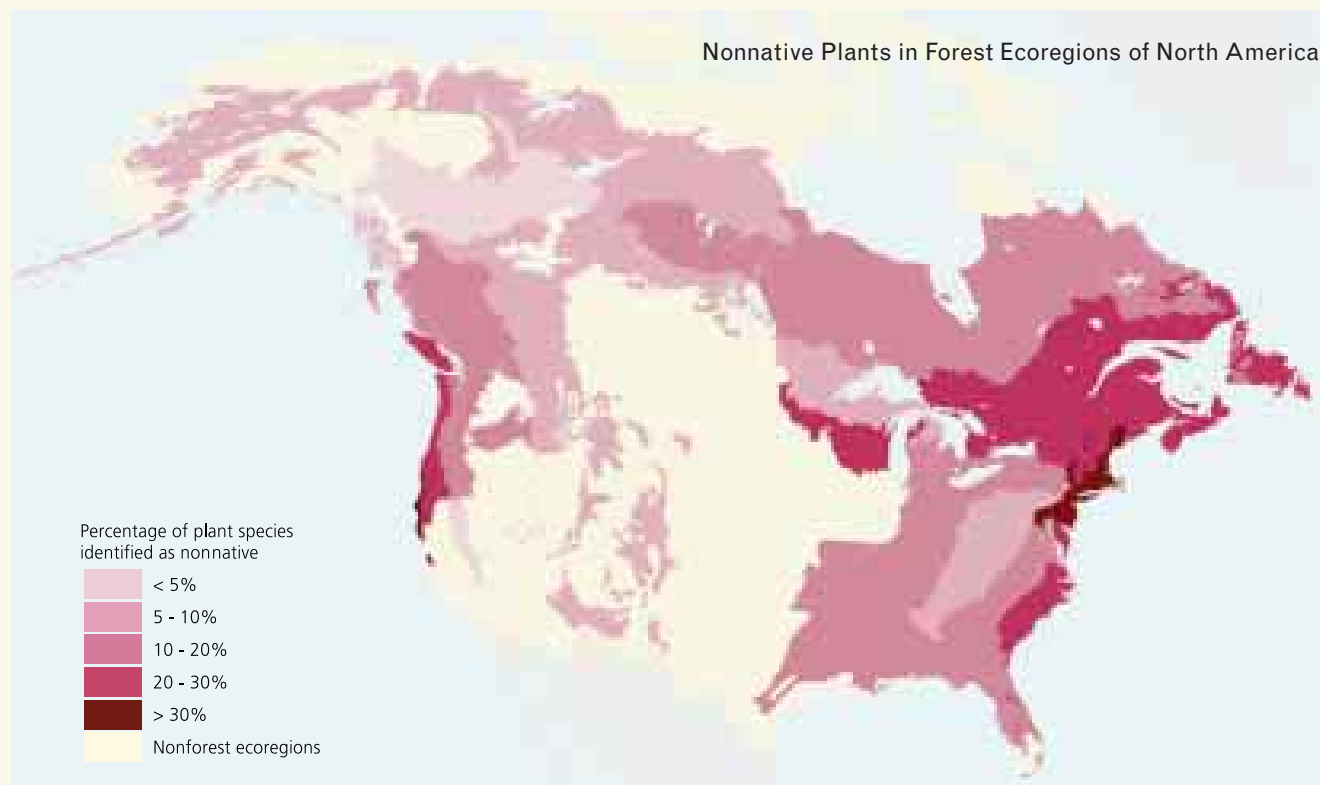 Nonnative Plants in Forest Ecoregions of North America
Percentage of plant species
identified as nonnative
< 5%
5 - 10%
10 - 20%
20 - 30%
> 30%
Nonforest ecoregions